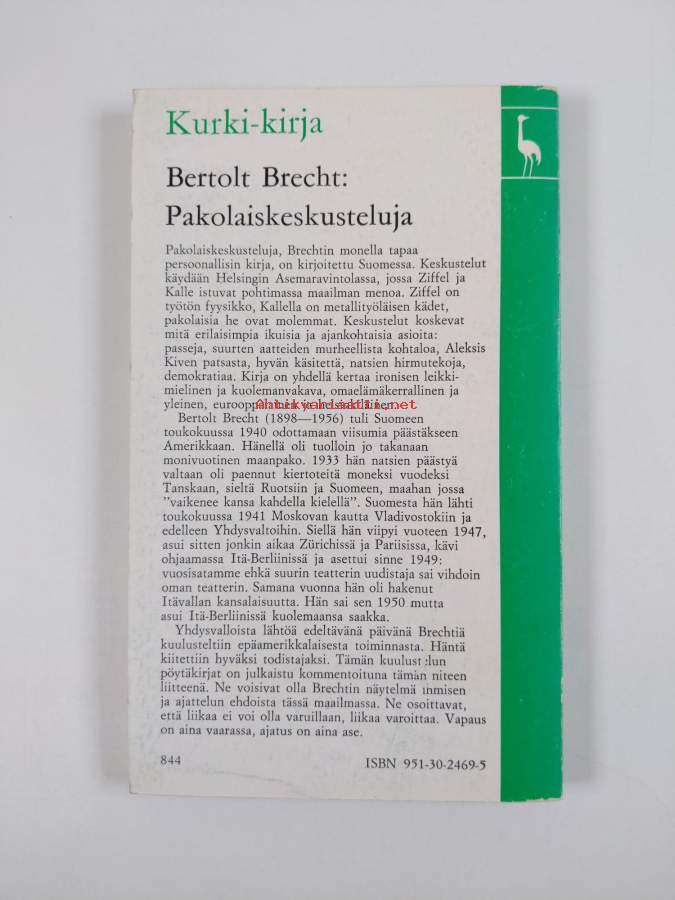 Kurki-kirja
Bertolt Brecht:
Pakolaiskeskusteluja
Pakolaiskeskusteluja, Brechtin monella tapaa
persoonallisin kirja, on kirjoitettu Suomessa. Keskustelut
käydään Helsingin Asemaravintolassa, jossa Ziffel ja
Kalle istuvat pohtimassa maailman menoa. Ziffel on
työtön fyysikko, Kallella on metallityöläisen kädet,
pakolaisia he ovat molemmat. Keskustelut koskevat
mitä erilaisimpia ikuisia ja ajankohtaisia asioita:
passeja, suurten aatteiden murheellista kohtaloa, Aleksis
Kiven patsasta, hyvän käsitettä, natsien hirmutekoja,
demokratiaa. Kirja on yhdellä kertaa ironisen leikki-
mielinen ja kuolemanvakava, omaelämäkerrallinen ja
yleinen, eurooppalainen ja helsinkiläinen.
Antikvariaatti.net
Bertolt Brecht (1898—1956) tuli Suomeen
toukokuussa 1940 odottamaan viisumia päästäkseen
Amerikkaan. Hänellä oli tuolloin jo takanaan
monivuotinen maanpako. 1933 hän natsien päästyä
valtaan oli paennut kiertoteitä moneksi vuodeksi
Tanskaan, sieltä Ruotsiin ja Suomeen, maahan jossa
”vaikenee kansa kahdella kielellä”. Suomesta hän lähti
toukokuussa 1941 Moskovan kautta Vladivostokiin ja
edelleen Yhdysvaltoihin. Siellä hän viipyi vuoteen 1947,
asui sitten jonkin aikaa Zürichissä ja Pariisissa, kävi
ohjaamassa Itä-Berliinissä ja asettui sinne 1949:
vuosisatamme ehkä suurin teatterin uudistaja sai vihdoin
oman teatterin. Samana vuonna hän oli hakenut
Itävallan kansalaisuutta. Hän sai sen 1950 mutta
asui Itä-Berliinissä kuolemaansa saakka.
Yhdysvalloista lähtöä edeltävänä päivänä Brechtiä
kuulusteltiin epäamerikkalaisesta toiminnasta. Häntä
kiitettiin hyväksi todistajaksi. Tämän kuulustelun
pöytäkirjat on julkaistu kommentoituna tämän niteen
liitteenä. Ne voisivat olla Brechtin näytelmä ihmisen
ja ajattelun ehdoista tässä maailmassa. Ne osoittavat,
että liikaa ei voi olla varuillaan, liikaa varoittaa. Vapaus
on aina vaarassa, ajatus on aina ase.
844 ISBN 951-30-2469-5